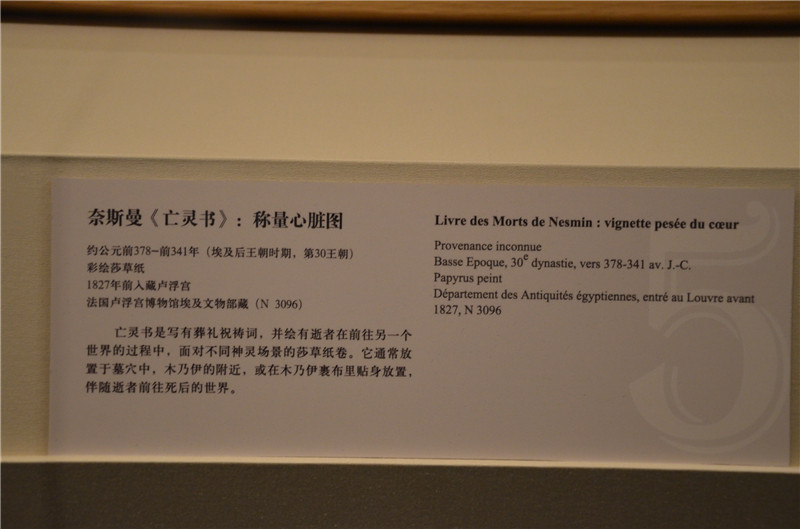 奈斯曼《亡灵书》：称量心脏图
约公元前378-前341年（埃及后王朝时期，第30王朝）
彩绘莎草纸
1827年前入藏卢浮宫
法国卢浮宫博物馆埃及文物部藏（N 3096）
亡灵书是写有葬礼祝祷词，并绘有逝者在前往另一个
世界的过程中，面对不同神灵场景的莎草纸卷。它通常放
置于墓穴中，木乃伊的附近，或在木乃伊裹布里贴身放置，
伴随逝者前往死后的世界。
Livre des Morts de Nesmin : vignette pesée du cœur
Provenance inconnue
Basse Epoque, 30e dynastie, vers 378-341 av. J.-C.
Papyrus peint
Département des Antiquités égyptiennes, entré au Louvre avant
1827, N 3096
5